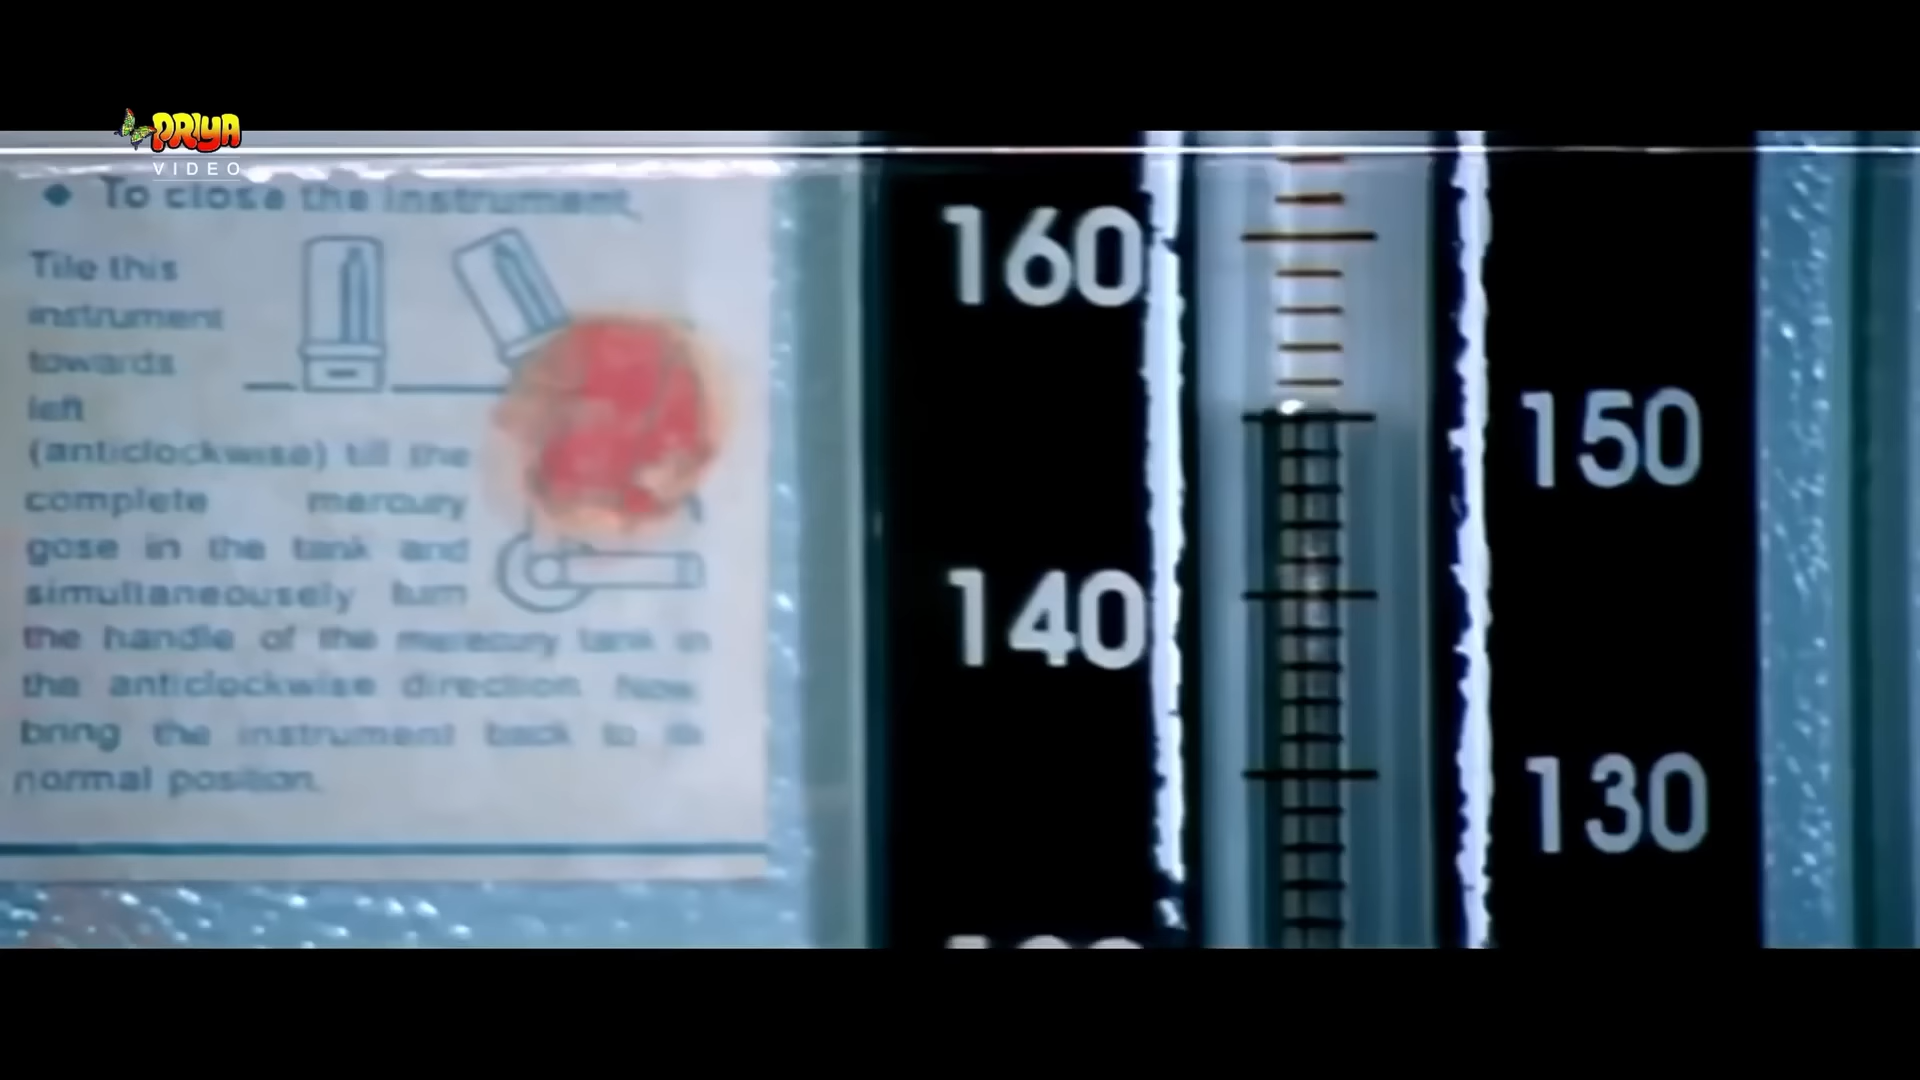 PRIYA
VIDEO
◆ To close the instrument,
Tile this
instrument
towards
left
(anticlockwise) till the
complete mercury
gose in the tank and
simultaneousely turn
the handle of the merecury tank in
the anticlockwise direction. Now
bring the instrument back to its
normal position.
160
150
140
130